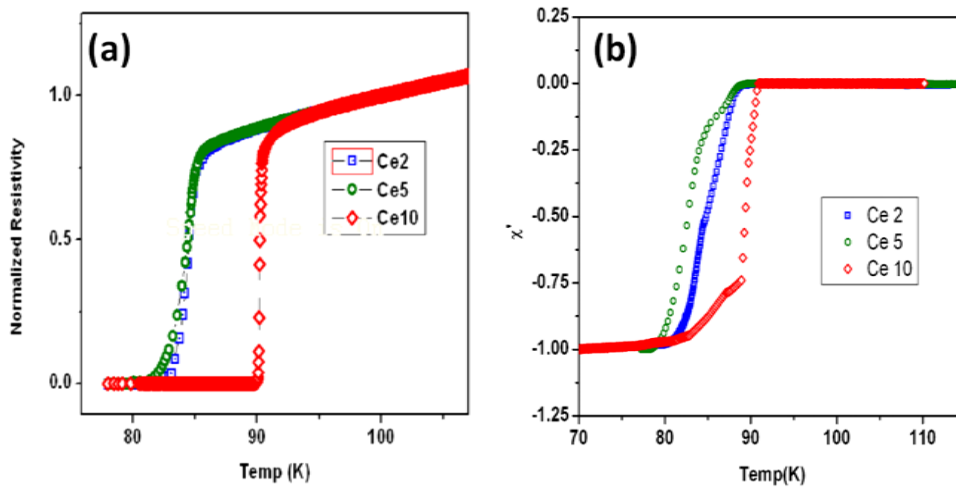 (a)
1.0
0.5
0.0
80
90
100
Temp (K)
Normalized Resistivity
Ce2
Ce5
Ce10
(b)
0.25
0.00
-0.25
-0.50
-0.75
-1.00
-1.25
70
80
90
100
110
Temp(K)
χ'
Ce 2
Ce 5
Ce 10